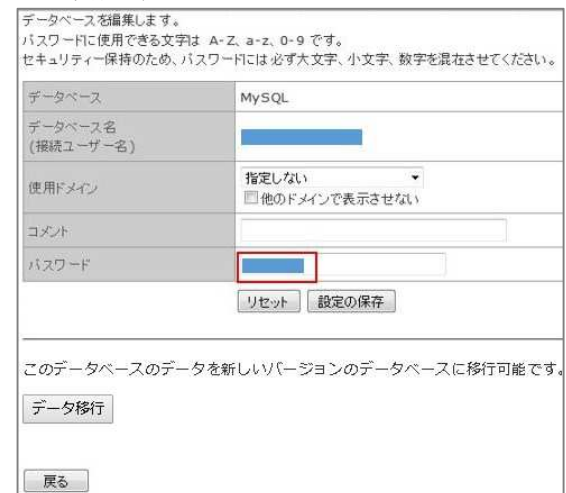 データベースを編集します。
パスワードに使用できる文字は A-Z、a-z、0-9 です。
セキュリティー保持のため、パスワードには必ず大文字、小文字、数字を混在させてください。
データベース MySQL
データベース名
(接続ユーザー名)
使用ドメイン 指定しない
他のドメインで表示させない
コメント
パスワード
リセット 設定の保存
このデータベースのデータを新しいバージョンのデータベースに移行可能です。
データ移行
戻る